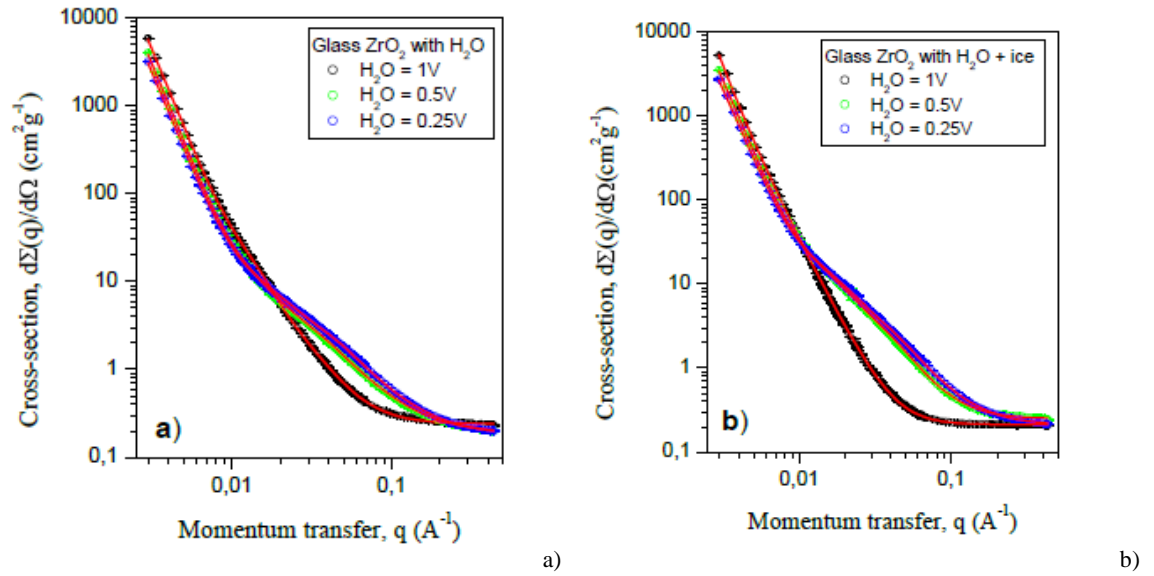 10000
1000
100
10
1
0,1
Cross-section, dΣ(q)/dΩ (cm²g⁻¹)
Glass ZrO₂ with H₂O
H₂O = 1V
H₂O = 0.5V
H₂O = 0.25V
a)
0,01
0,1
Momentum transfer, q (A⁻¹)
a)
10000
1000
100
10
1
0,1
Cross-section, dΣ(q)/dΩ(cm²g⁻¹)
Glass ZrO₂ with H₂O + ice
H₂O = 1V
H₂O = 0.5V
H₂O = 0.25V
b)
0,01
0,1
Momentum transfer, q (A⁻¹)
b)